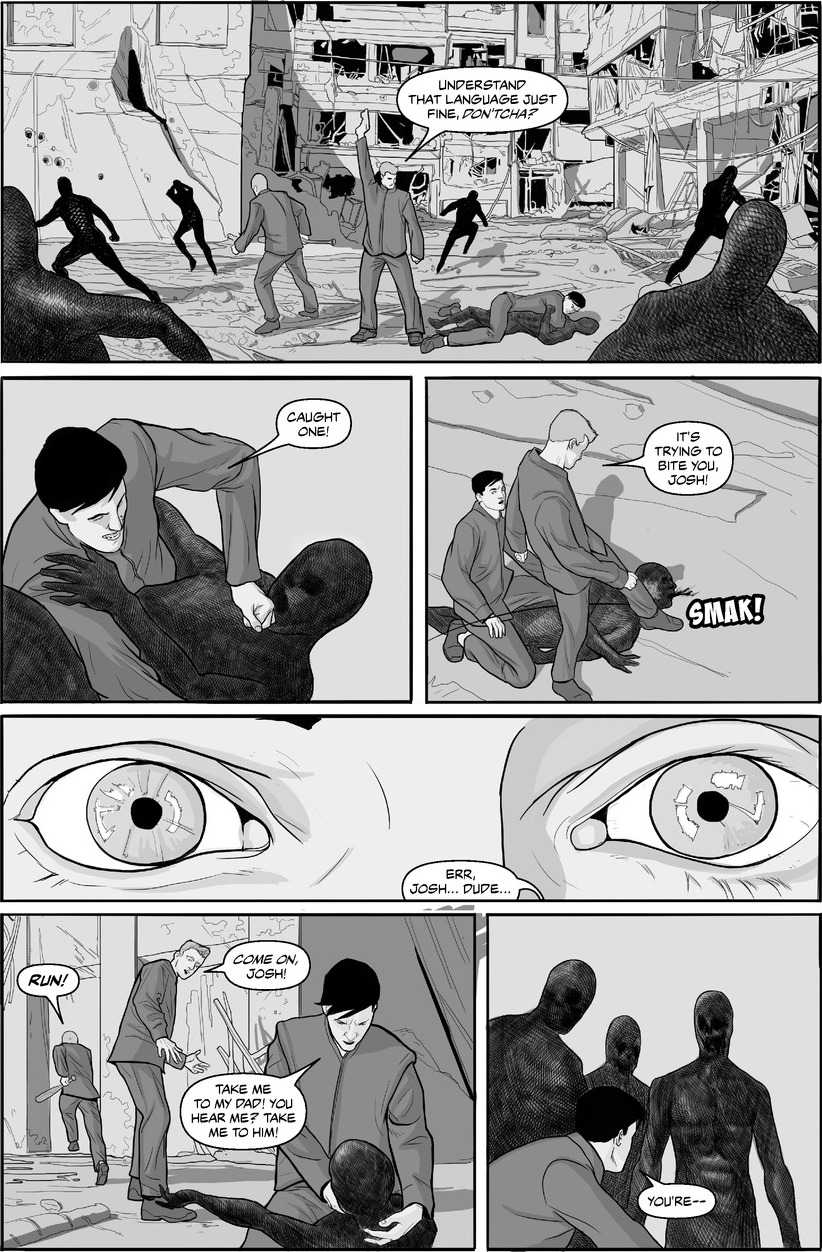 UNDERSTAND
THAT LANGUAGE JUST
FINE, DON'TCHA?
CAUGHT
ONE!
IT'S
TRYING TO
BITE YOU,
JOSH!
SMAK!
ERR,
JOSH... DUDE...
RUN!
COME ON,
JOSH!
TAKE ME
TO MY DAD! YOU
HEAR ME? TAKE
ME TO HIM!
YOU'RE--